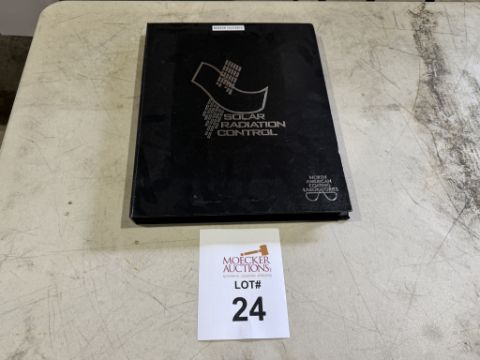 SOLAR
RADIATION
CONTROL
NORTH
AMERICAN
COATING
LABORATORIES
MOECKER
AUCTIONS
LOT#
24